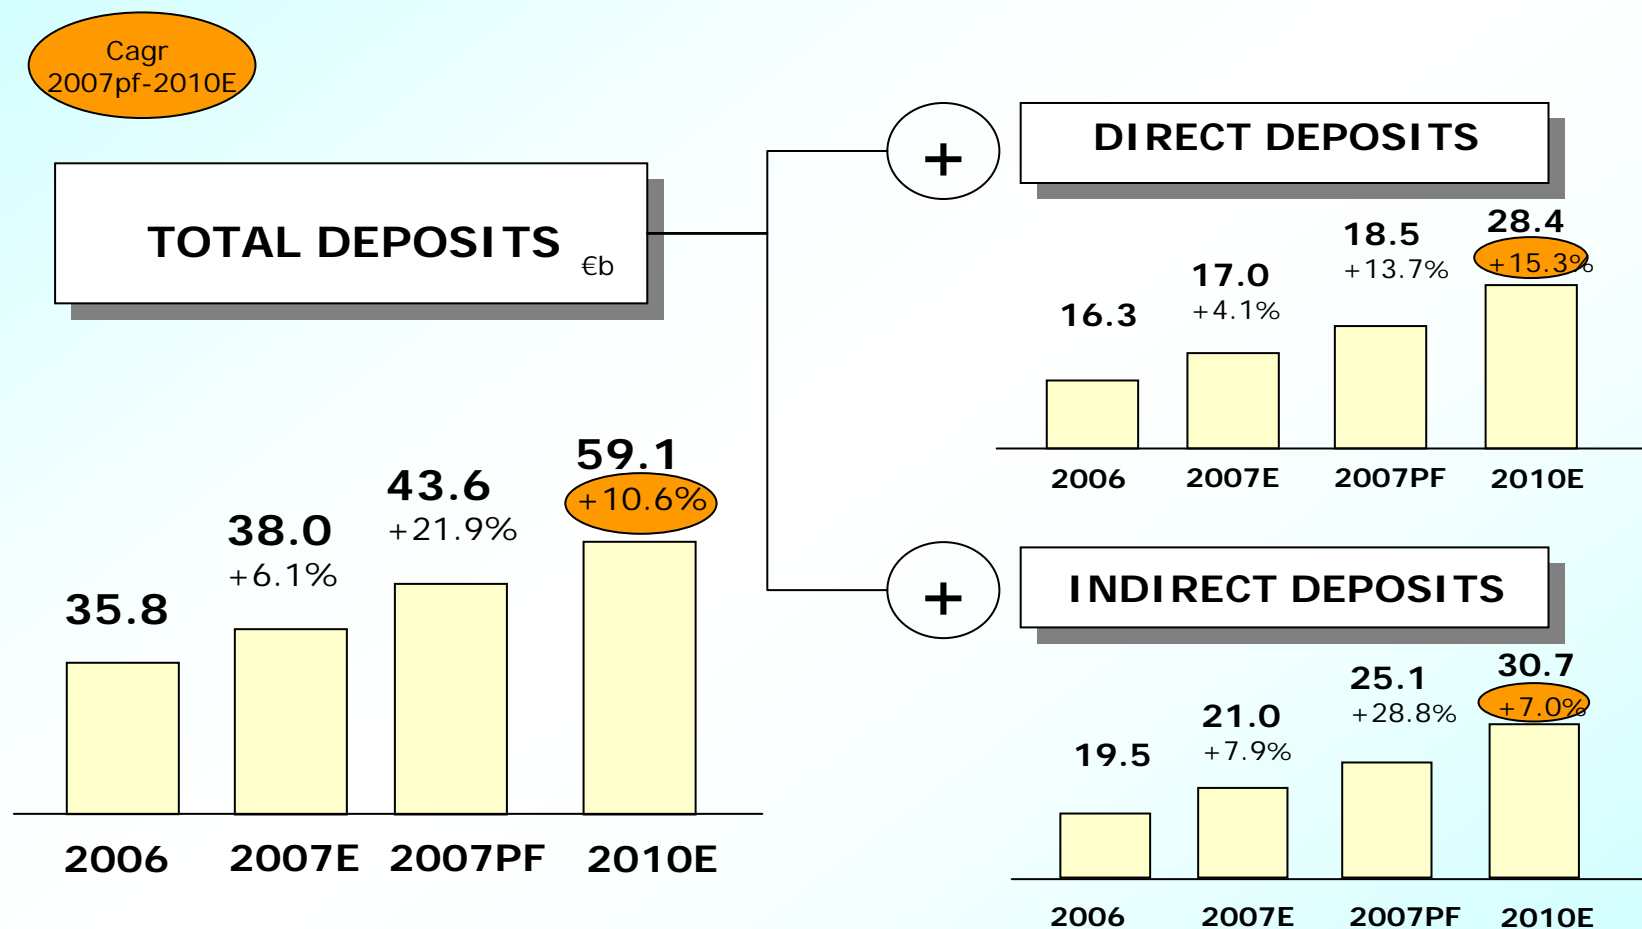 Cagr
2007pf-2010E
TOTAL DEPOSITS €b
35.8
38.0
+6.1%
43.6
+21.9%
59.1
+10.6%
2006 2007E 2007PF 2010E
+
DIRECT DEPOSITS
16.3
17.0
+4.1%
18.5
+13.7%
28.4
+15.3%
2006 2007E 2007PF 2010E
+
INDIRECT DEPOSITS
19.5
21.0
+7.9%
25.1
+28.8%
30.7
+7.0%
2006 2007E 2007PF 2010E